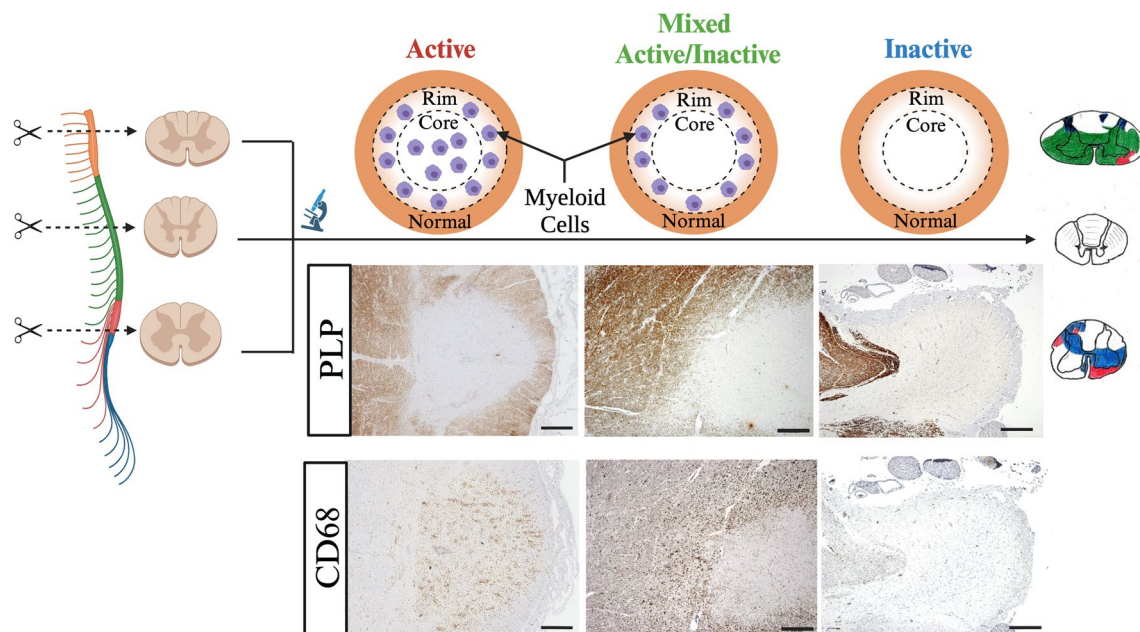 Active
Mixed
Active/Inactive
Inactive
Rim
Core
Normal
Rim
Core
Normal
Rim
Core
Normal
Myeloid
Cells
PLP
CD68